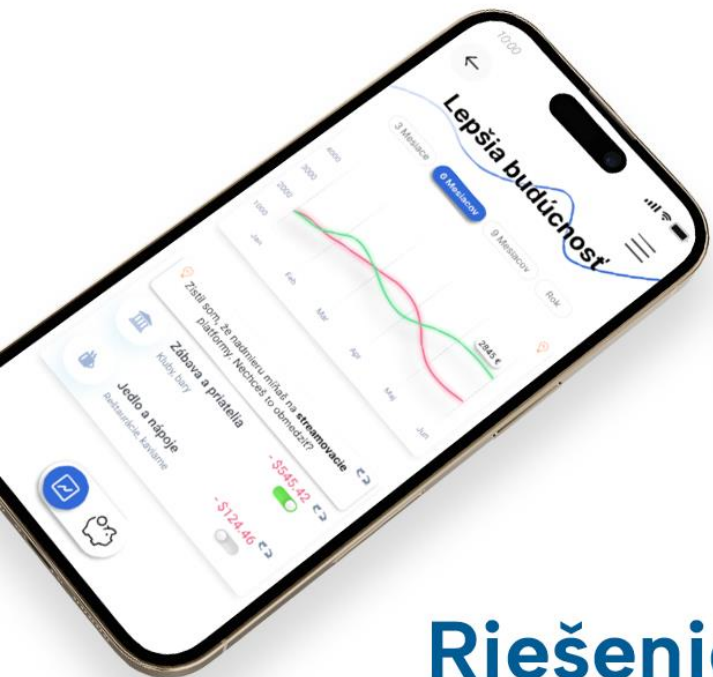 10:00
Lepšia budúcnosť
3 Mesiace
6 Mesiacov
9 Mesiacov
Rok
4000
3000
2000
1000
2845 €
Jan
Feb
Mar
Apr
Maj
Jun
Zistil som, že nadmieru míňaš na streamovacie
platformy. Nechceš to obmedziť?
Zábava a priatelia
Kluby, bary
- $545.42
Jedlo a nápoje
Reštaurácie, kaviarne
- $124.46
Riešenie